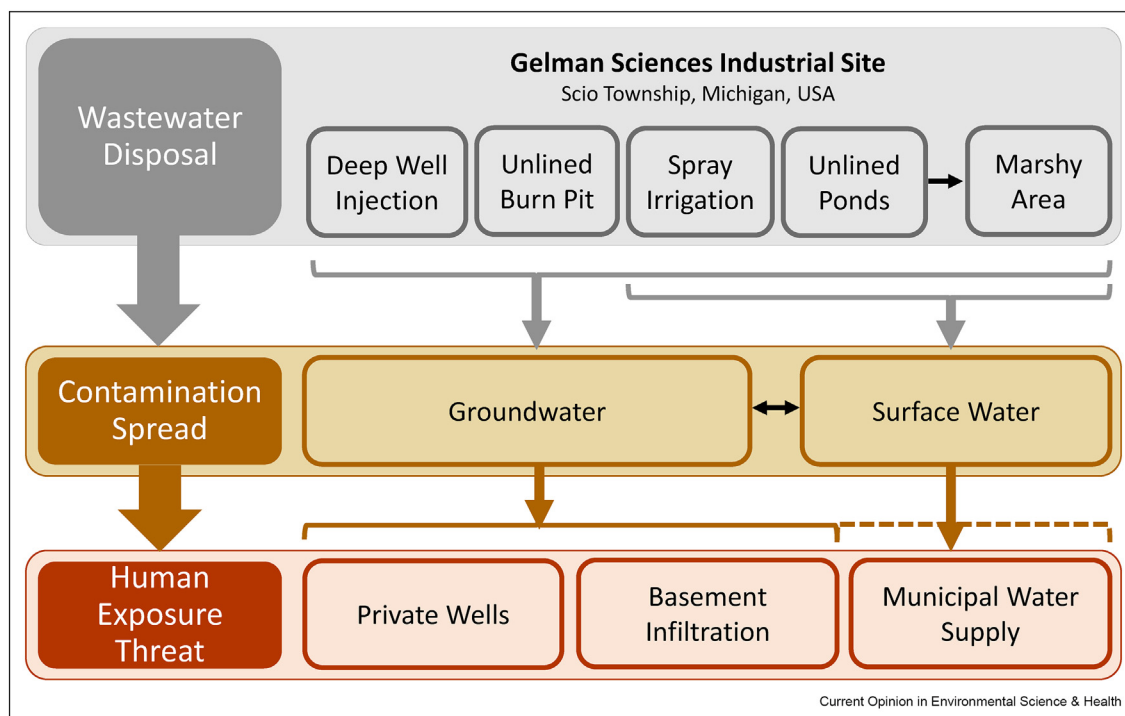 Gelman Sciences Industrial Site
Scio Township, Michigan, USA
Wastewater
Disposal
Deep Well
Injection
Unlined
Burn Pit
Spray
Irrigation
Unlined
Ponds
Marshy
Area
Contamination
Spread
Groundwater
Surface Water
Human
Exposure
Threat
Private Wells
Basement
Infiltration
Municipal Water
Supply
Current Opinion in Environmental Science & Health